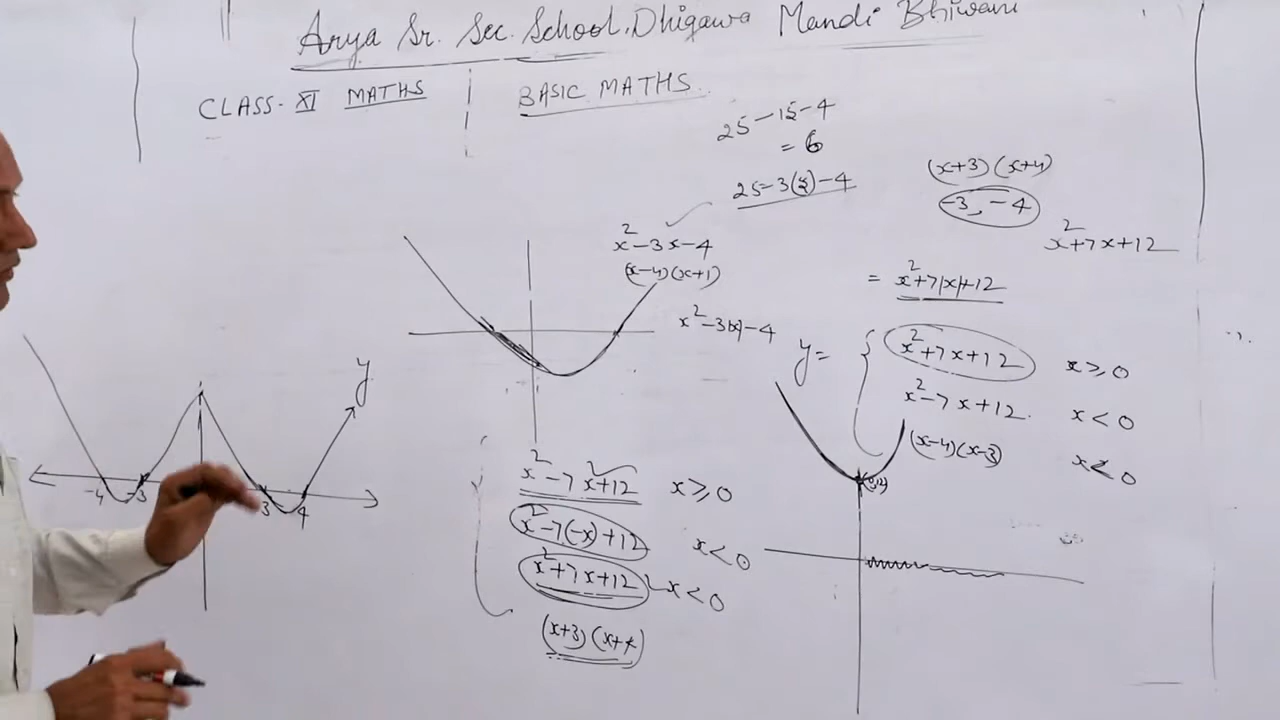 Arya Sr. Sec. School, Dhigawa Mandi Bhiwani
CLASS - XI MATHS
BASIC MATHS
25 - 15 - 4
= 6
25 - 3(5) - 4
(x+3)(x+4)
-3, -4
x² + 7x + 12
x² - 3x - 4
(x-4)(x+1)
= x² + 7|x| + 12
x² - 3|x| - 4
y =
x² + 7x + 12 x ≥ 0
x² - 7x + 12. x < 0
(x-4)(x-3) x < 0
(0,12)
y
-4 -3 3 4
x² - 7x + 12 x ≥ 0
x² - 7(-x) + 12 x < 0
x² + 7x + 12 x < 0
(x+3)(x+4)